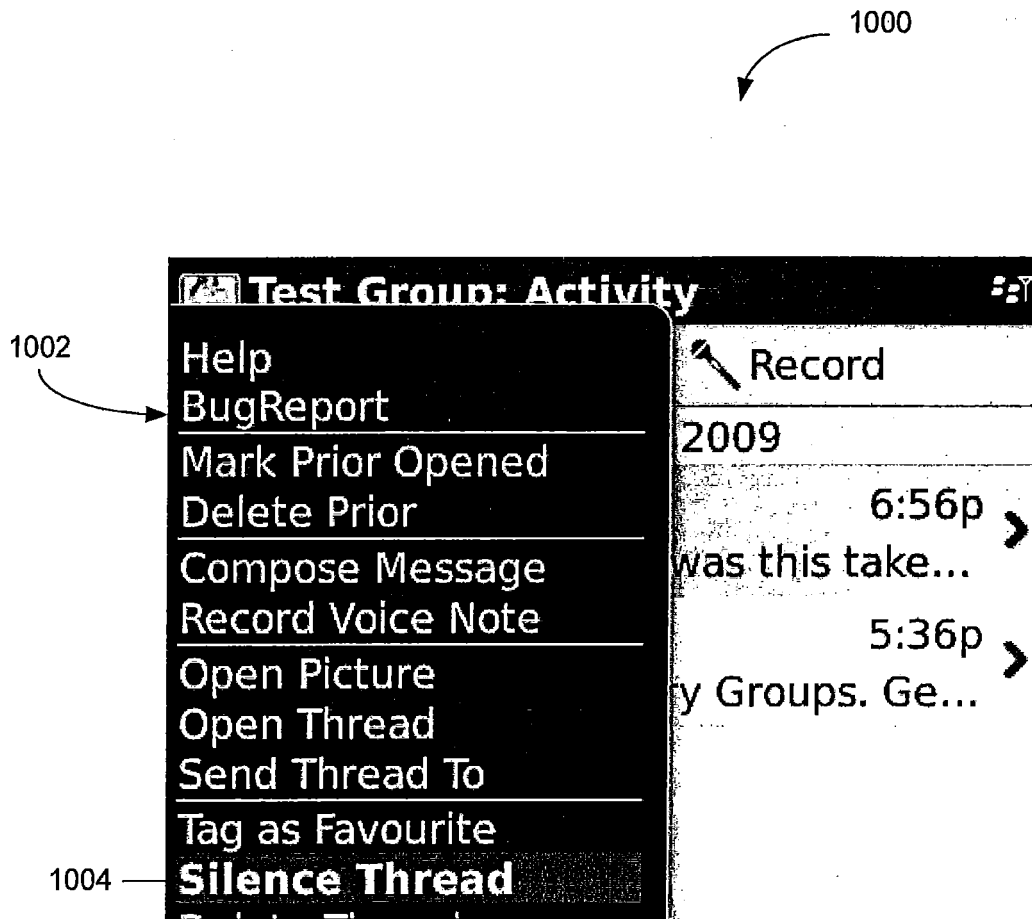 1000
Test Group: Activity
1002
Help
BugReport
Mark Prior Opened
Delete Prior
Compose Message
Record Voice Note
Open Picture
Open Thread
Send Thread To
Tag as Favourite
1004
Silence Thread
Record
2009
6:56p
was this take...
5:36p
y Groups. Ge...